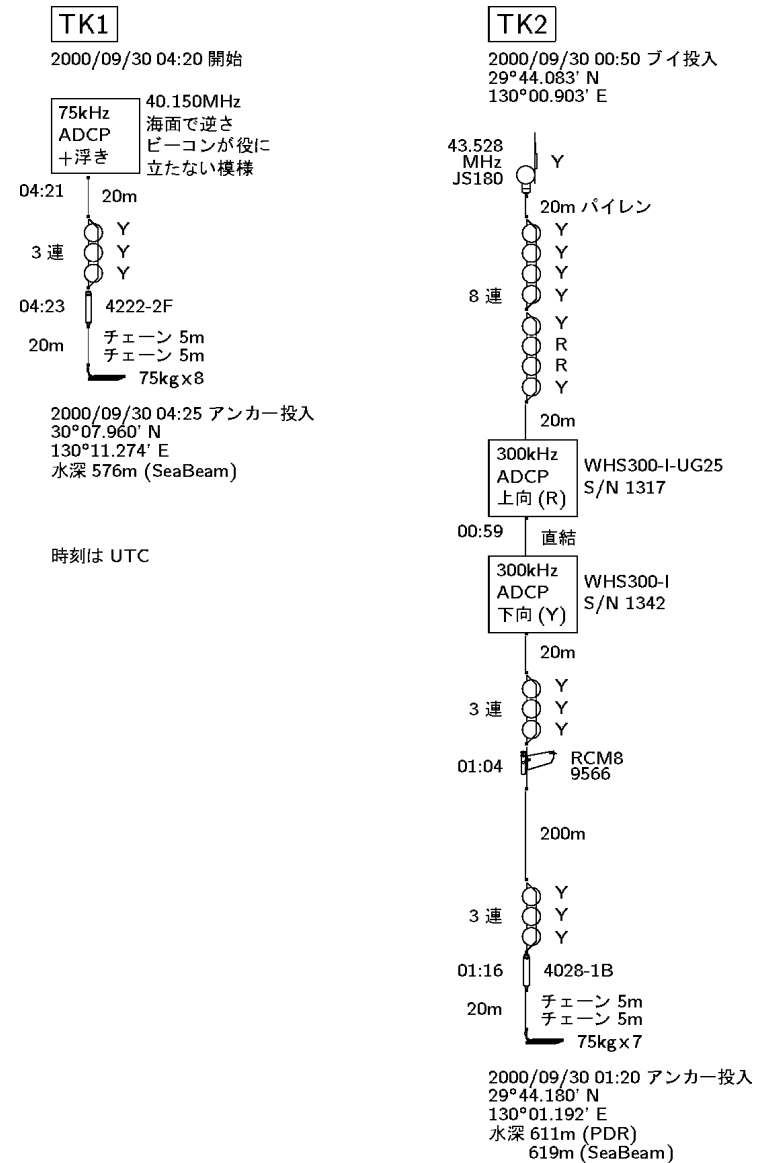 TK1
2000/09/30 04:20 開始
75kHz
ADCP
+浮き
40.150MHz
海面で逆さ
ビーコンが役に
立たない模様
04:21
20m
Y
3 連
Y
Y
04:23
4222-2F
20m
チェーン 5m
チェーン 5m
75kgx8
2000/09/30 04:25 アンカー投入
30°07.960' N
130°11.274' E
水深 576m (SeaBeam)
時刻は UTC
TK2
2000/09/30 00:50 ブイ投入
29°44.083' N
130°00.903' E
43.528
MHz
JS180
Y
20m パイレン
Y
Y
Y
8 連
Y
Y
R
R
Y
20m
300kHz
ADCP
上向 (R)
WHS300-I-UG25
S/N 1317
00:59
直結
300kHz
ADCP
下向 (Y)
WHS300-I
S/N 1342
20m
Y
3 連
Y
Y
01:04
RCM8
9566
200m
Y
3 連
Y
Y
01:16
4028-1B
20m
チェーン 5m
チェーン 5m
75kgx7
2000/09/30 01:20 アンカー投入
29°44.180' N
130°01.192' E
水深 611m (PDR)
619m (SeaBeam)